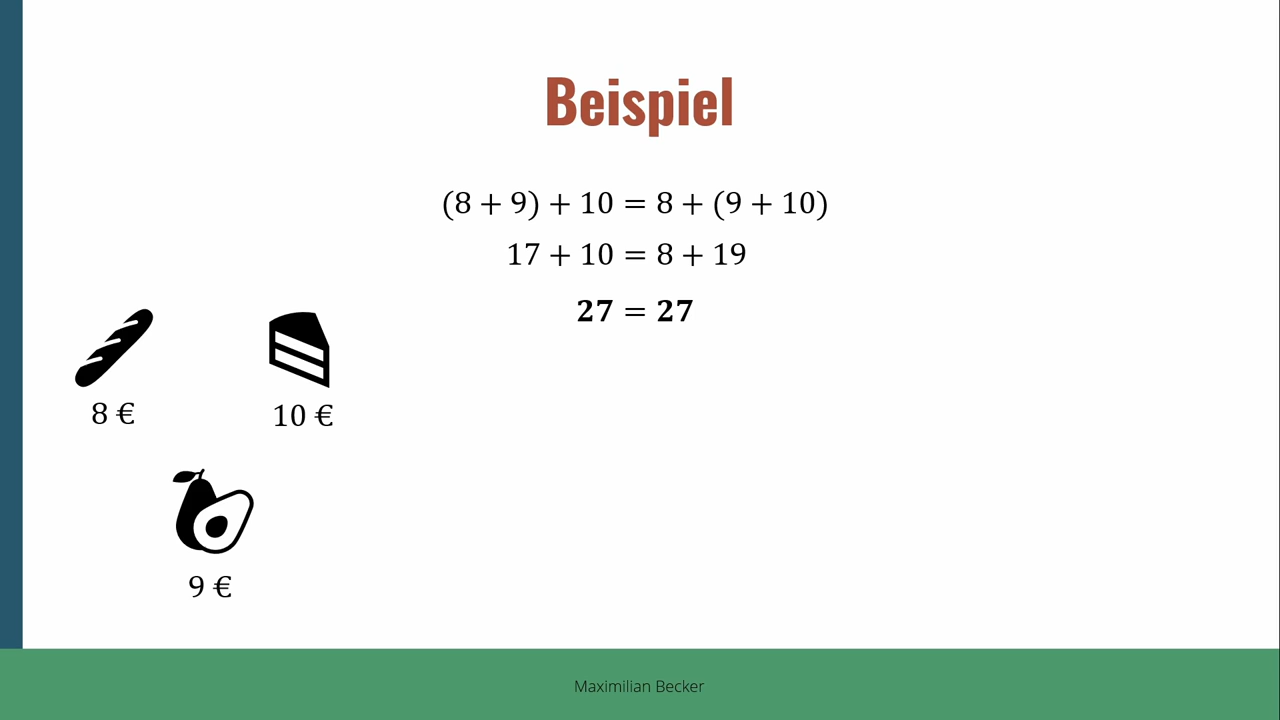 Beispiel
(8 + 9) + 10 = 8 + (9 + 10)
17 + 10 = 8 + 19
27 = 27
8 €
10 €
9 €
Maximilian Becker